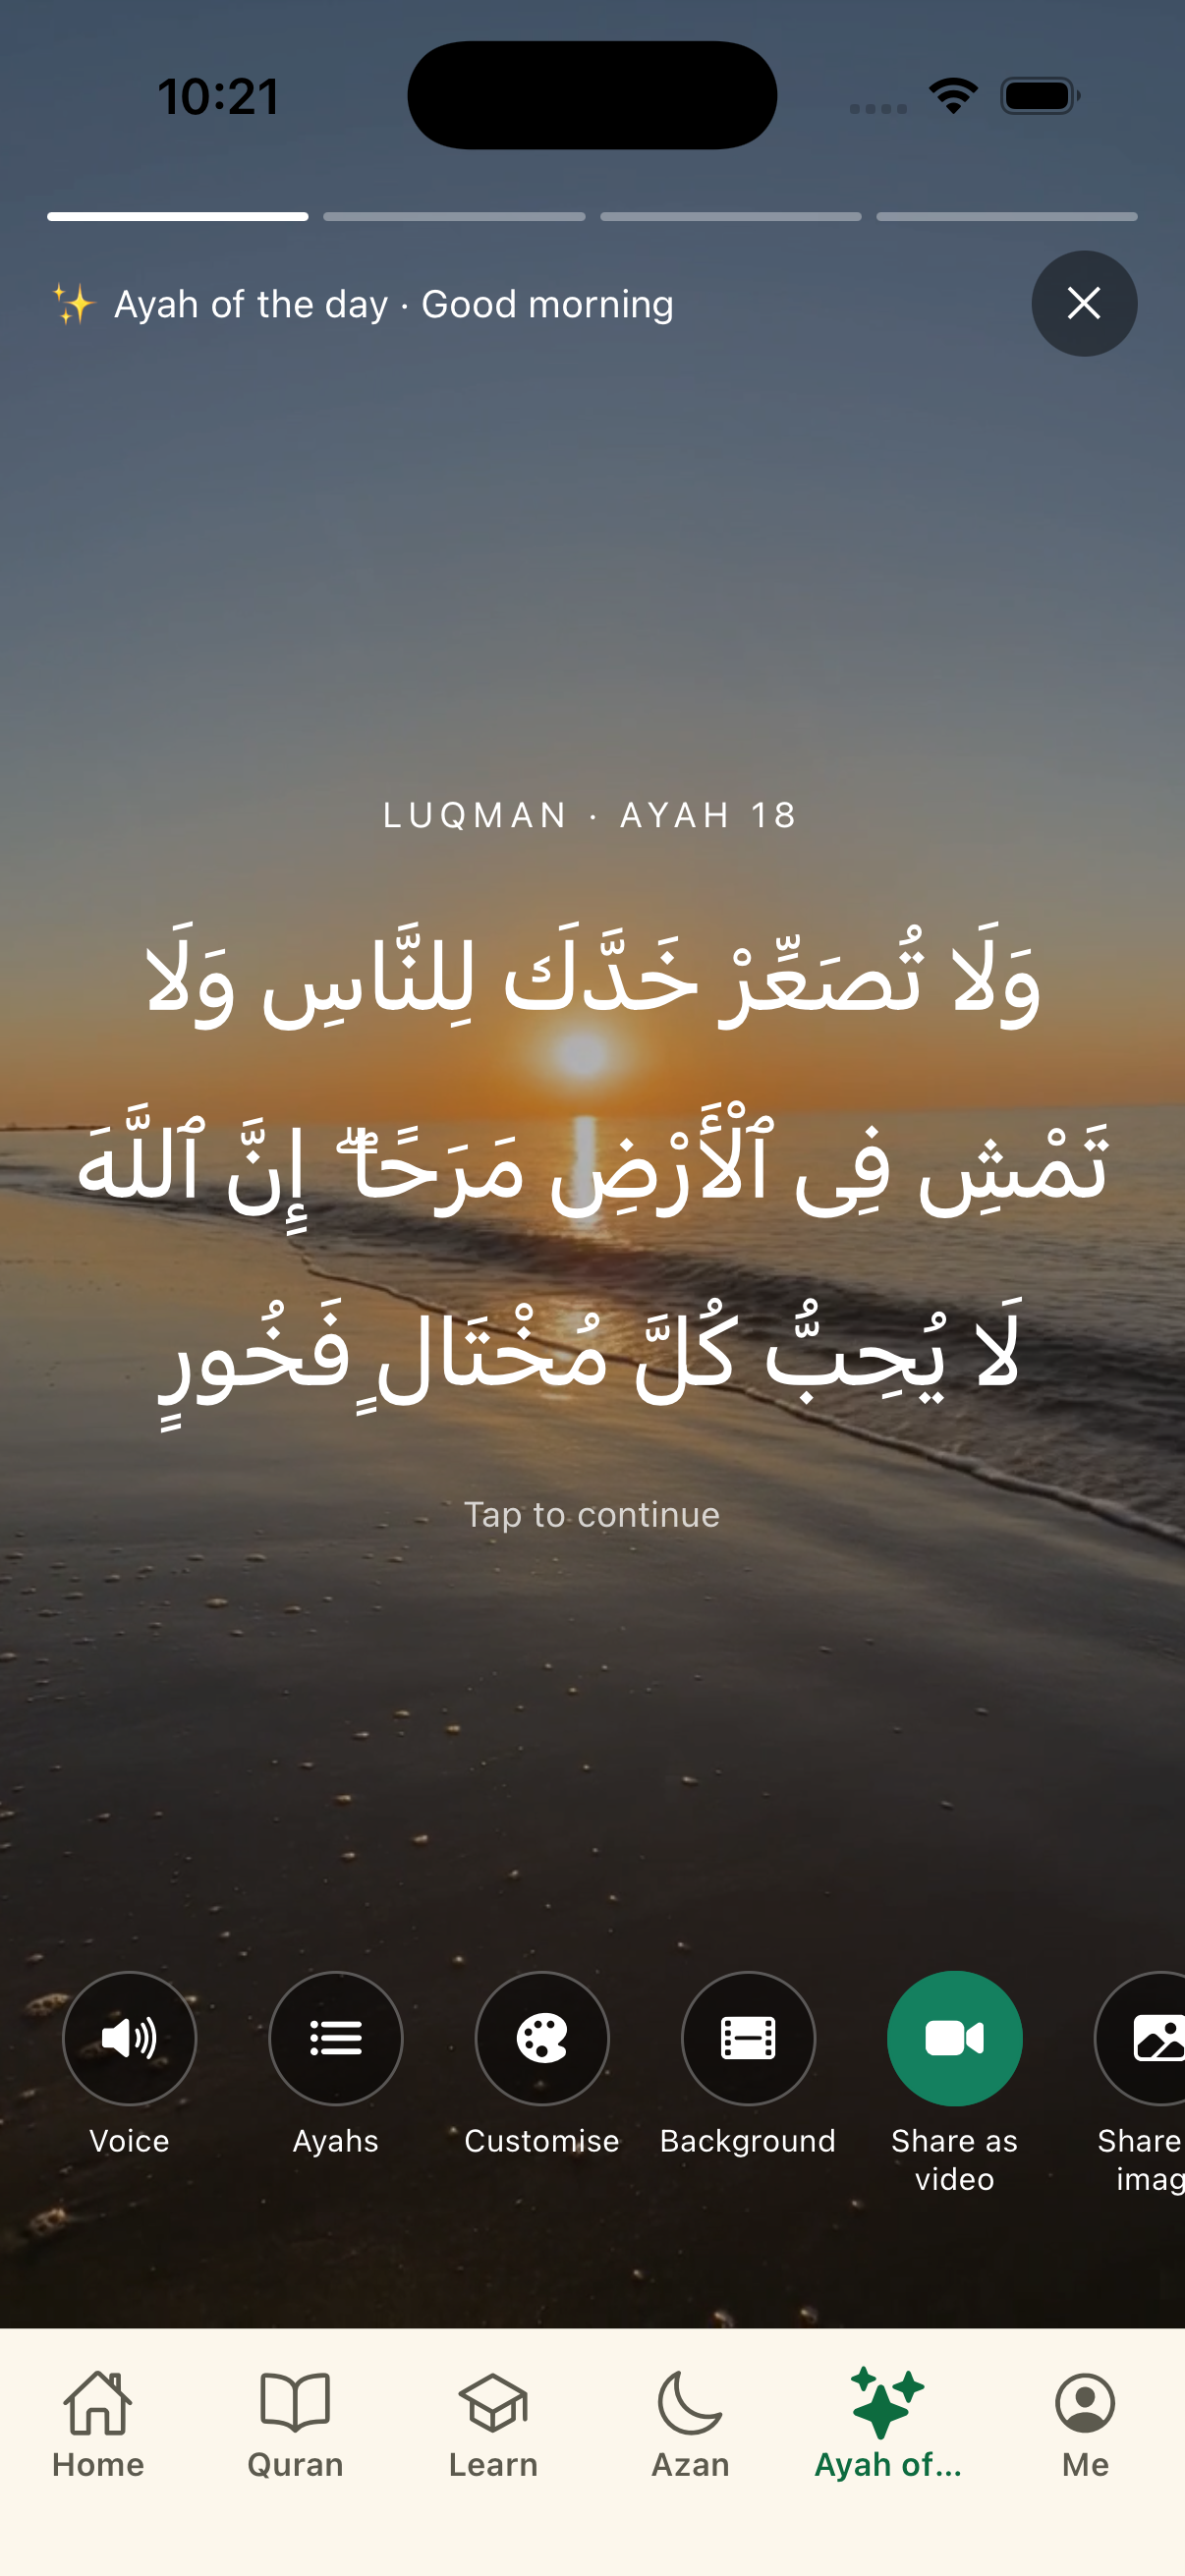 10:21
✨ Ayah of the day · Good morning
LUQMAN · AYAH 18
وَلَا تُصَعِّرْ خَدَّكَ لِلنَّاسِ وَلَا
تَمْشِ فِى ٱلْأَرْضِ مَرَحًا ۖ إِنَّ ٱللَّهَ
لَا يُحِبُّ كُلَّ مُخْتَالٍ فَخُورٍ
Tap to continue
Voice
Ayahs
Customise
Background
Share as
video
Share
imag
Home
Quran
Learn
Azan
Ayah of...
Me